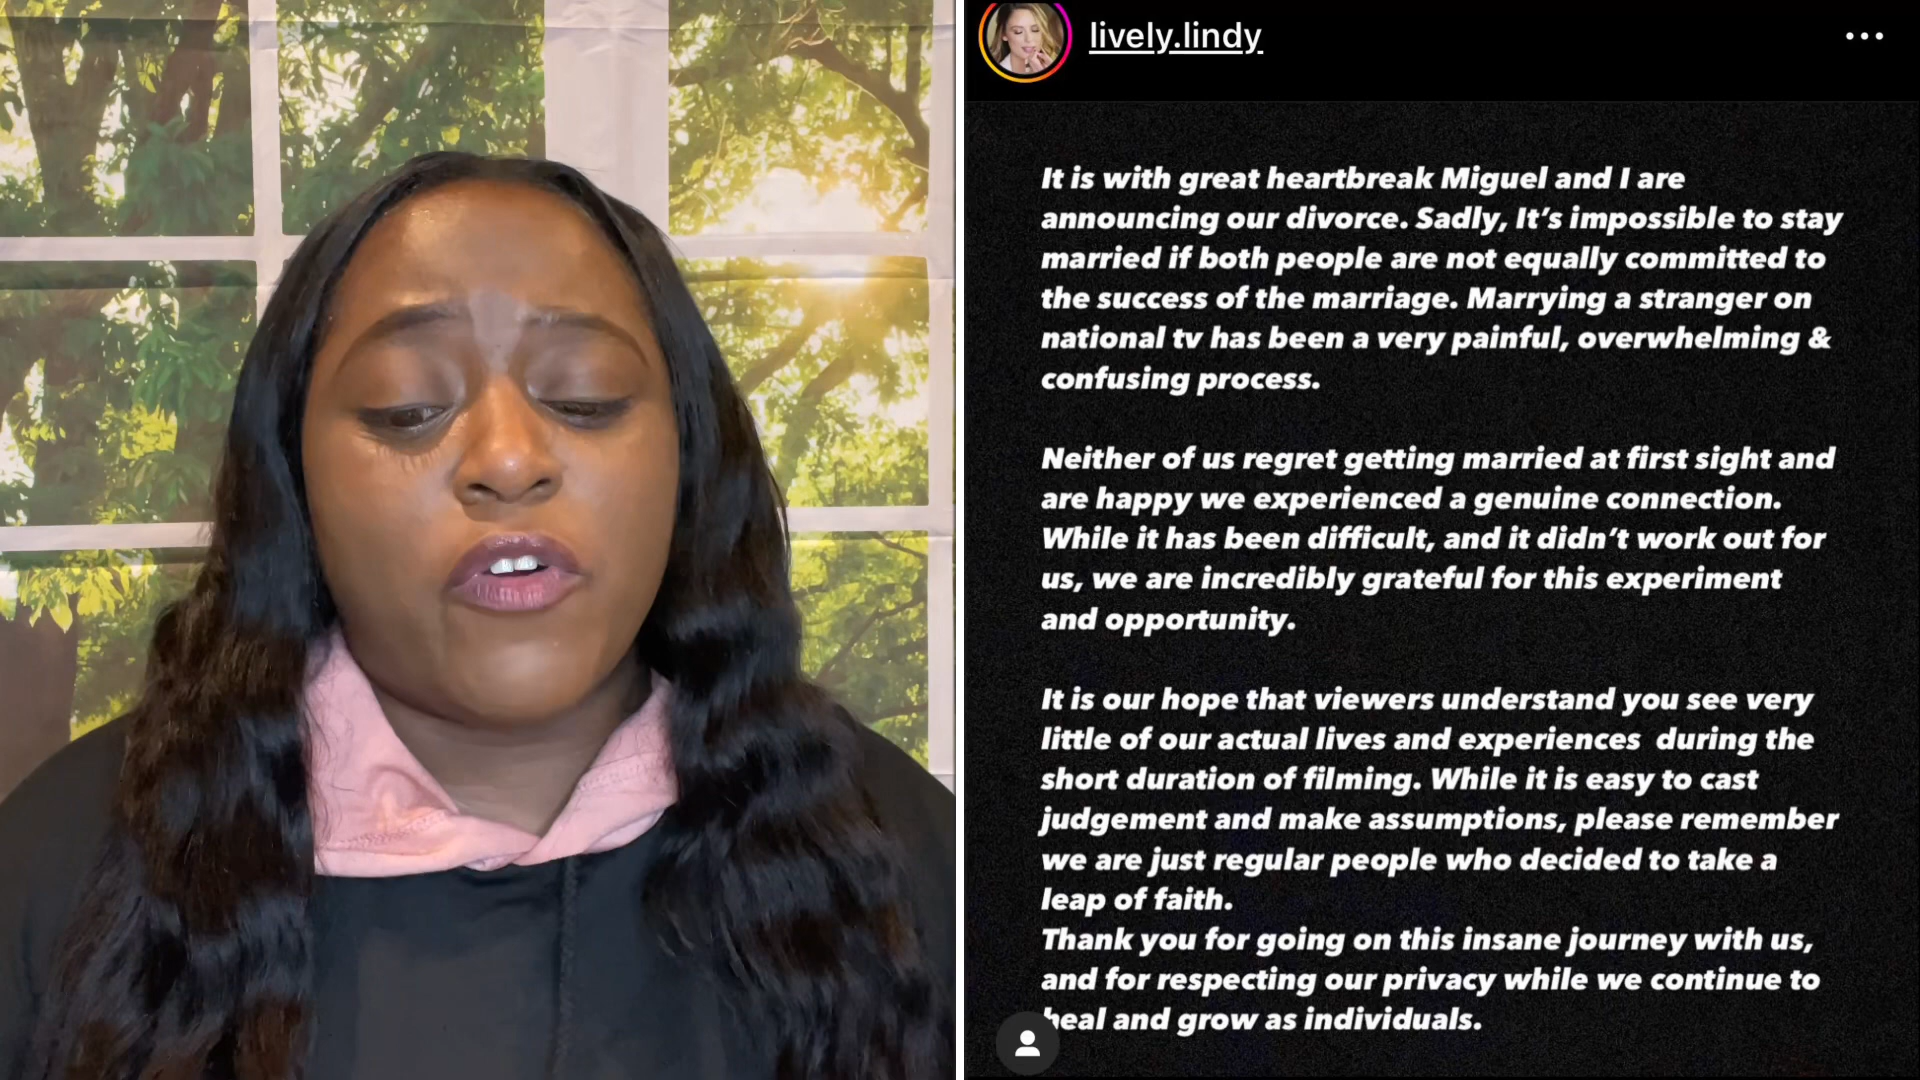 lively.lindy
It is with great heartbreak Miguel and I are
announcing our divorce. Sadly, It's impossible to stay
married if both people are not equally committed to
the success of the marriage. Marrying a stranger on
national tv has been a very painful, overwhelming &
confusing process.
Neither of us regret getting married at first sight and
are happy we experienced a genuine connection.
While it has been difficult, and it didn't work out for
us, we are incredibly grateful for this experiment
and opportunity.
It is our hope that viewers understand you see very
little of our actual lives and experiences  during the
short duration of filming. While it is easy to cast
judgement and make assumptions, please remember
we are just regular people who decided to take a
leap of faith.
Thank you for going on this insane journey with us,
and for respecting our privacy while we continue to
heal and grow as individuals.